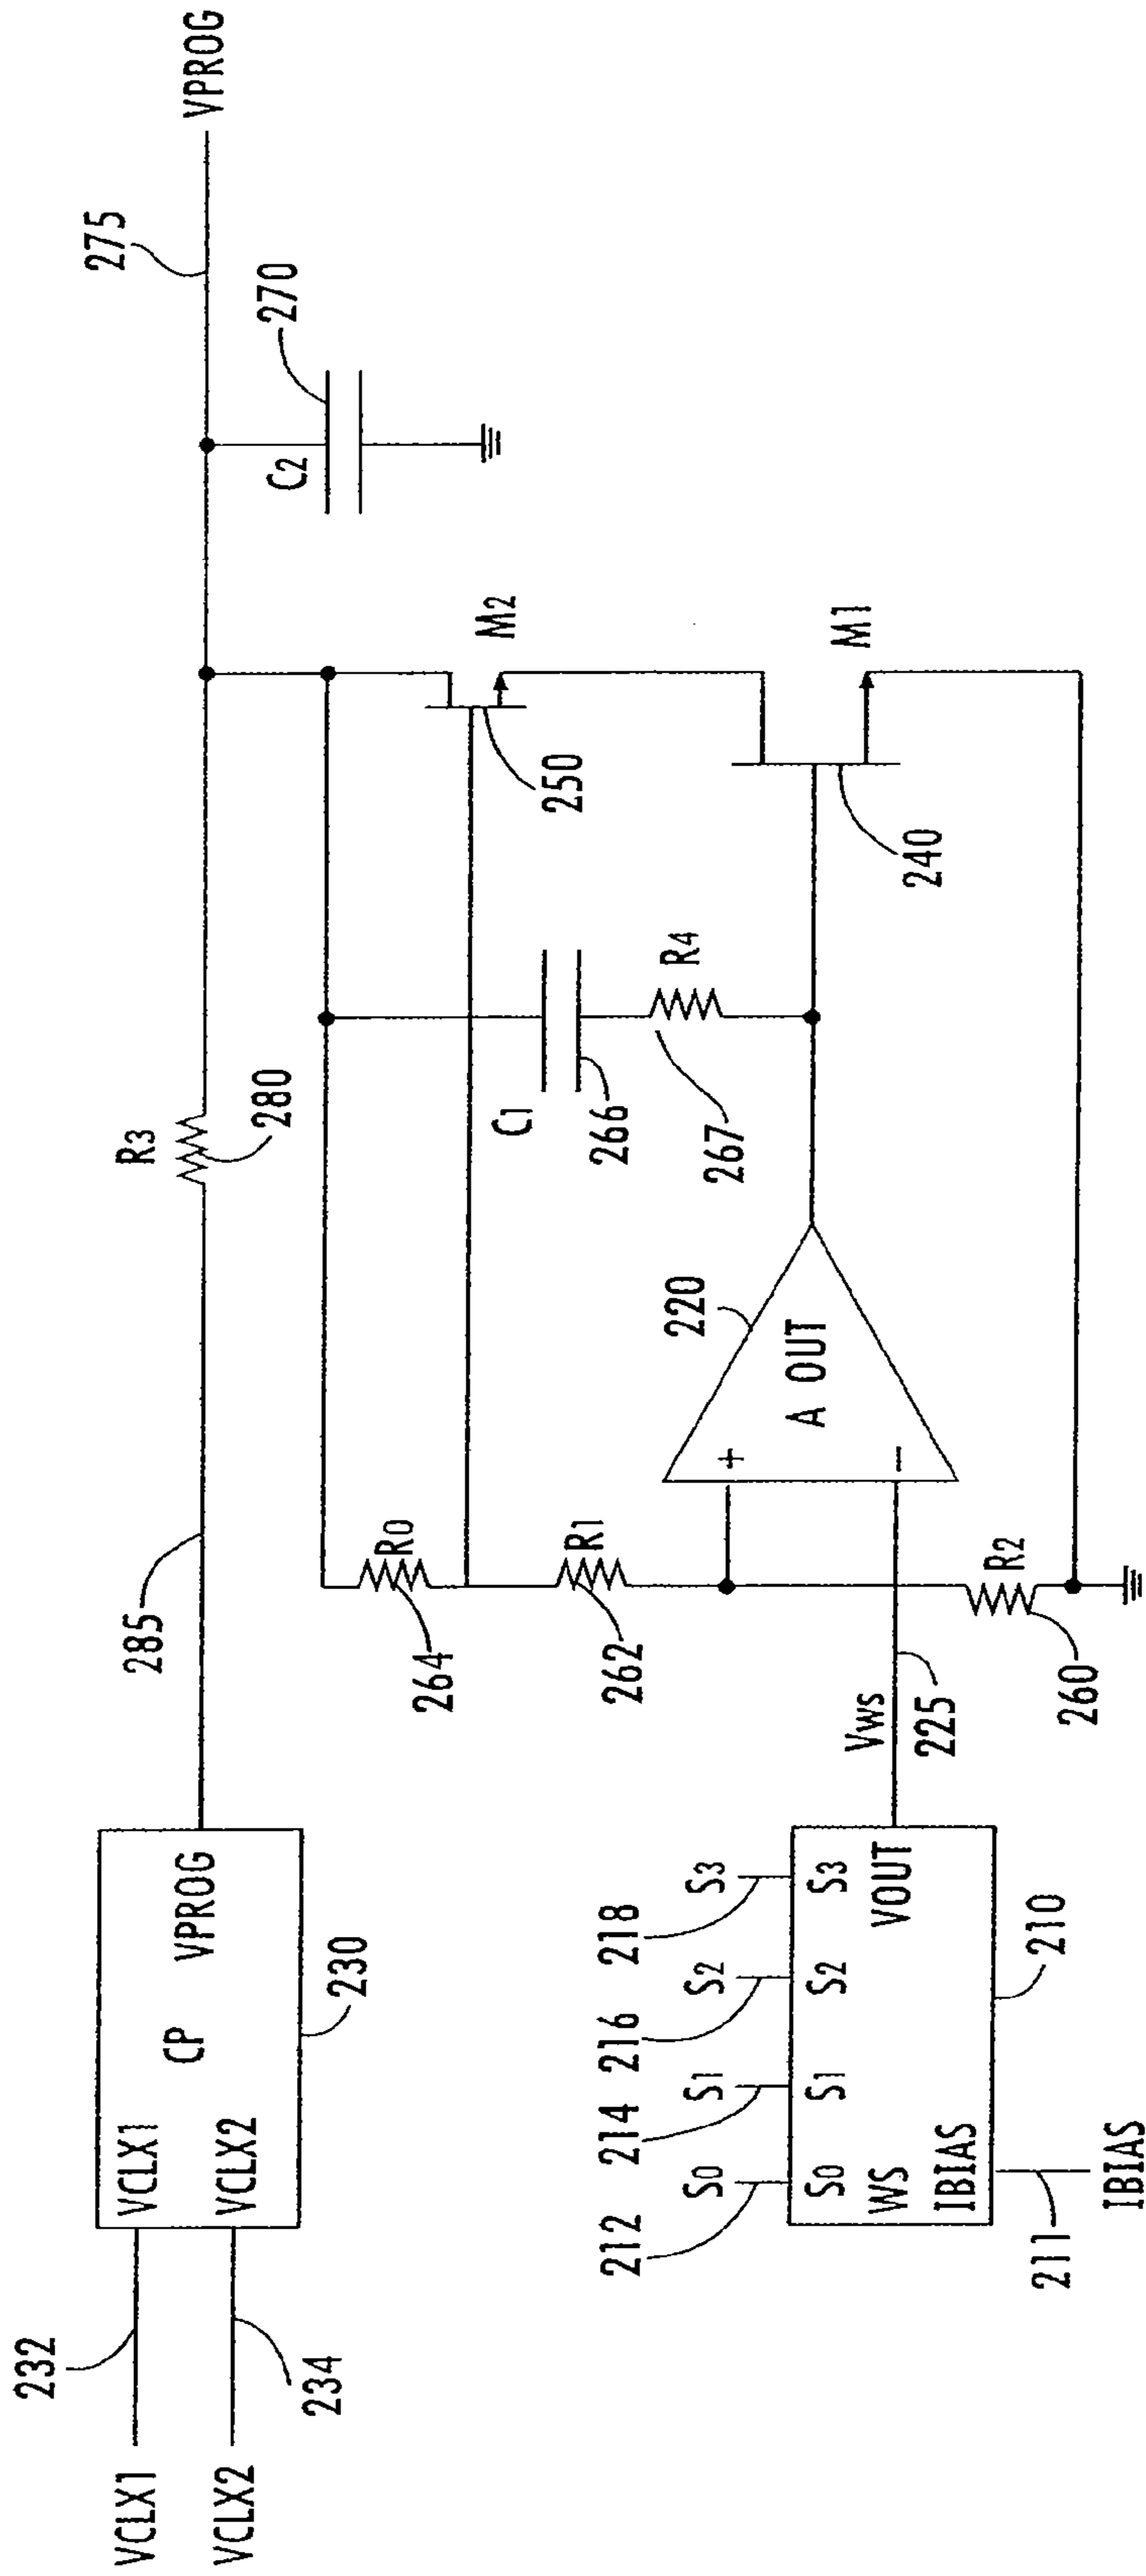 VPROG
275
285
R3
280
C2
270
232
VCLX1
VCLX1
VPROG
CP
VCLX2
VCLX2
234
230
R0
264
M2
250
C1
266
R4
267
R1
262
220
+
A OUT
−
M1
240
VWS
225
R2
260
212
S0
214
S1
216
S2
218
S3
S0
S1
S2
S3
WS
VOUT
IBIAS
210
211
IBIAS